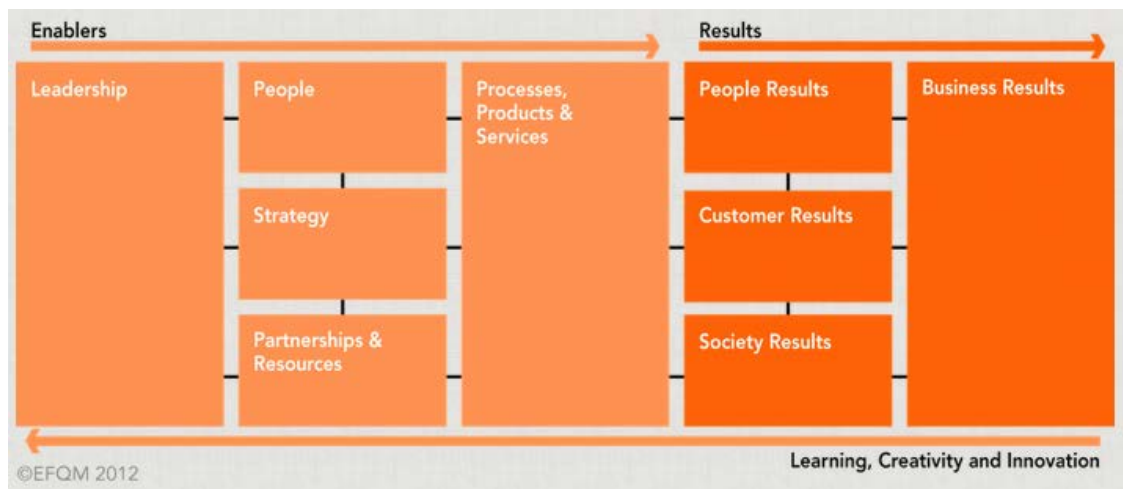 Enablers
Results
Leadership
People
Processes,
Products &
Services
People Results
Business Results
Strategy
Customer Results
Partnerships &
Resources
Society Results
Learning, Creativity and Innovation
©EFQM 2012